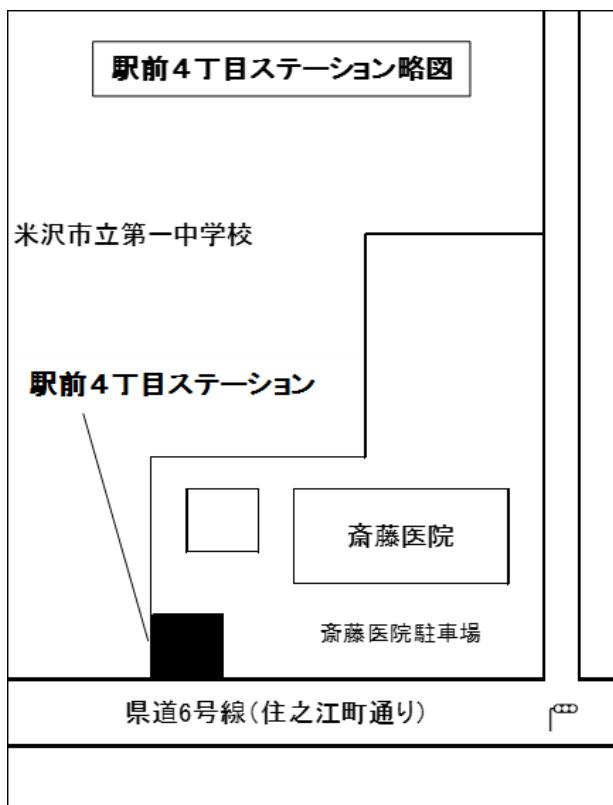 駅前４丁目ステーション略図
米沢市立第一中学校
駅前４丁目ステーション
斎藤医院
斎藤医院駐車場
県道6号線（住之江町通り）